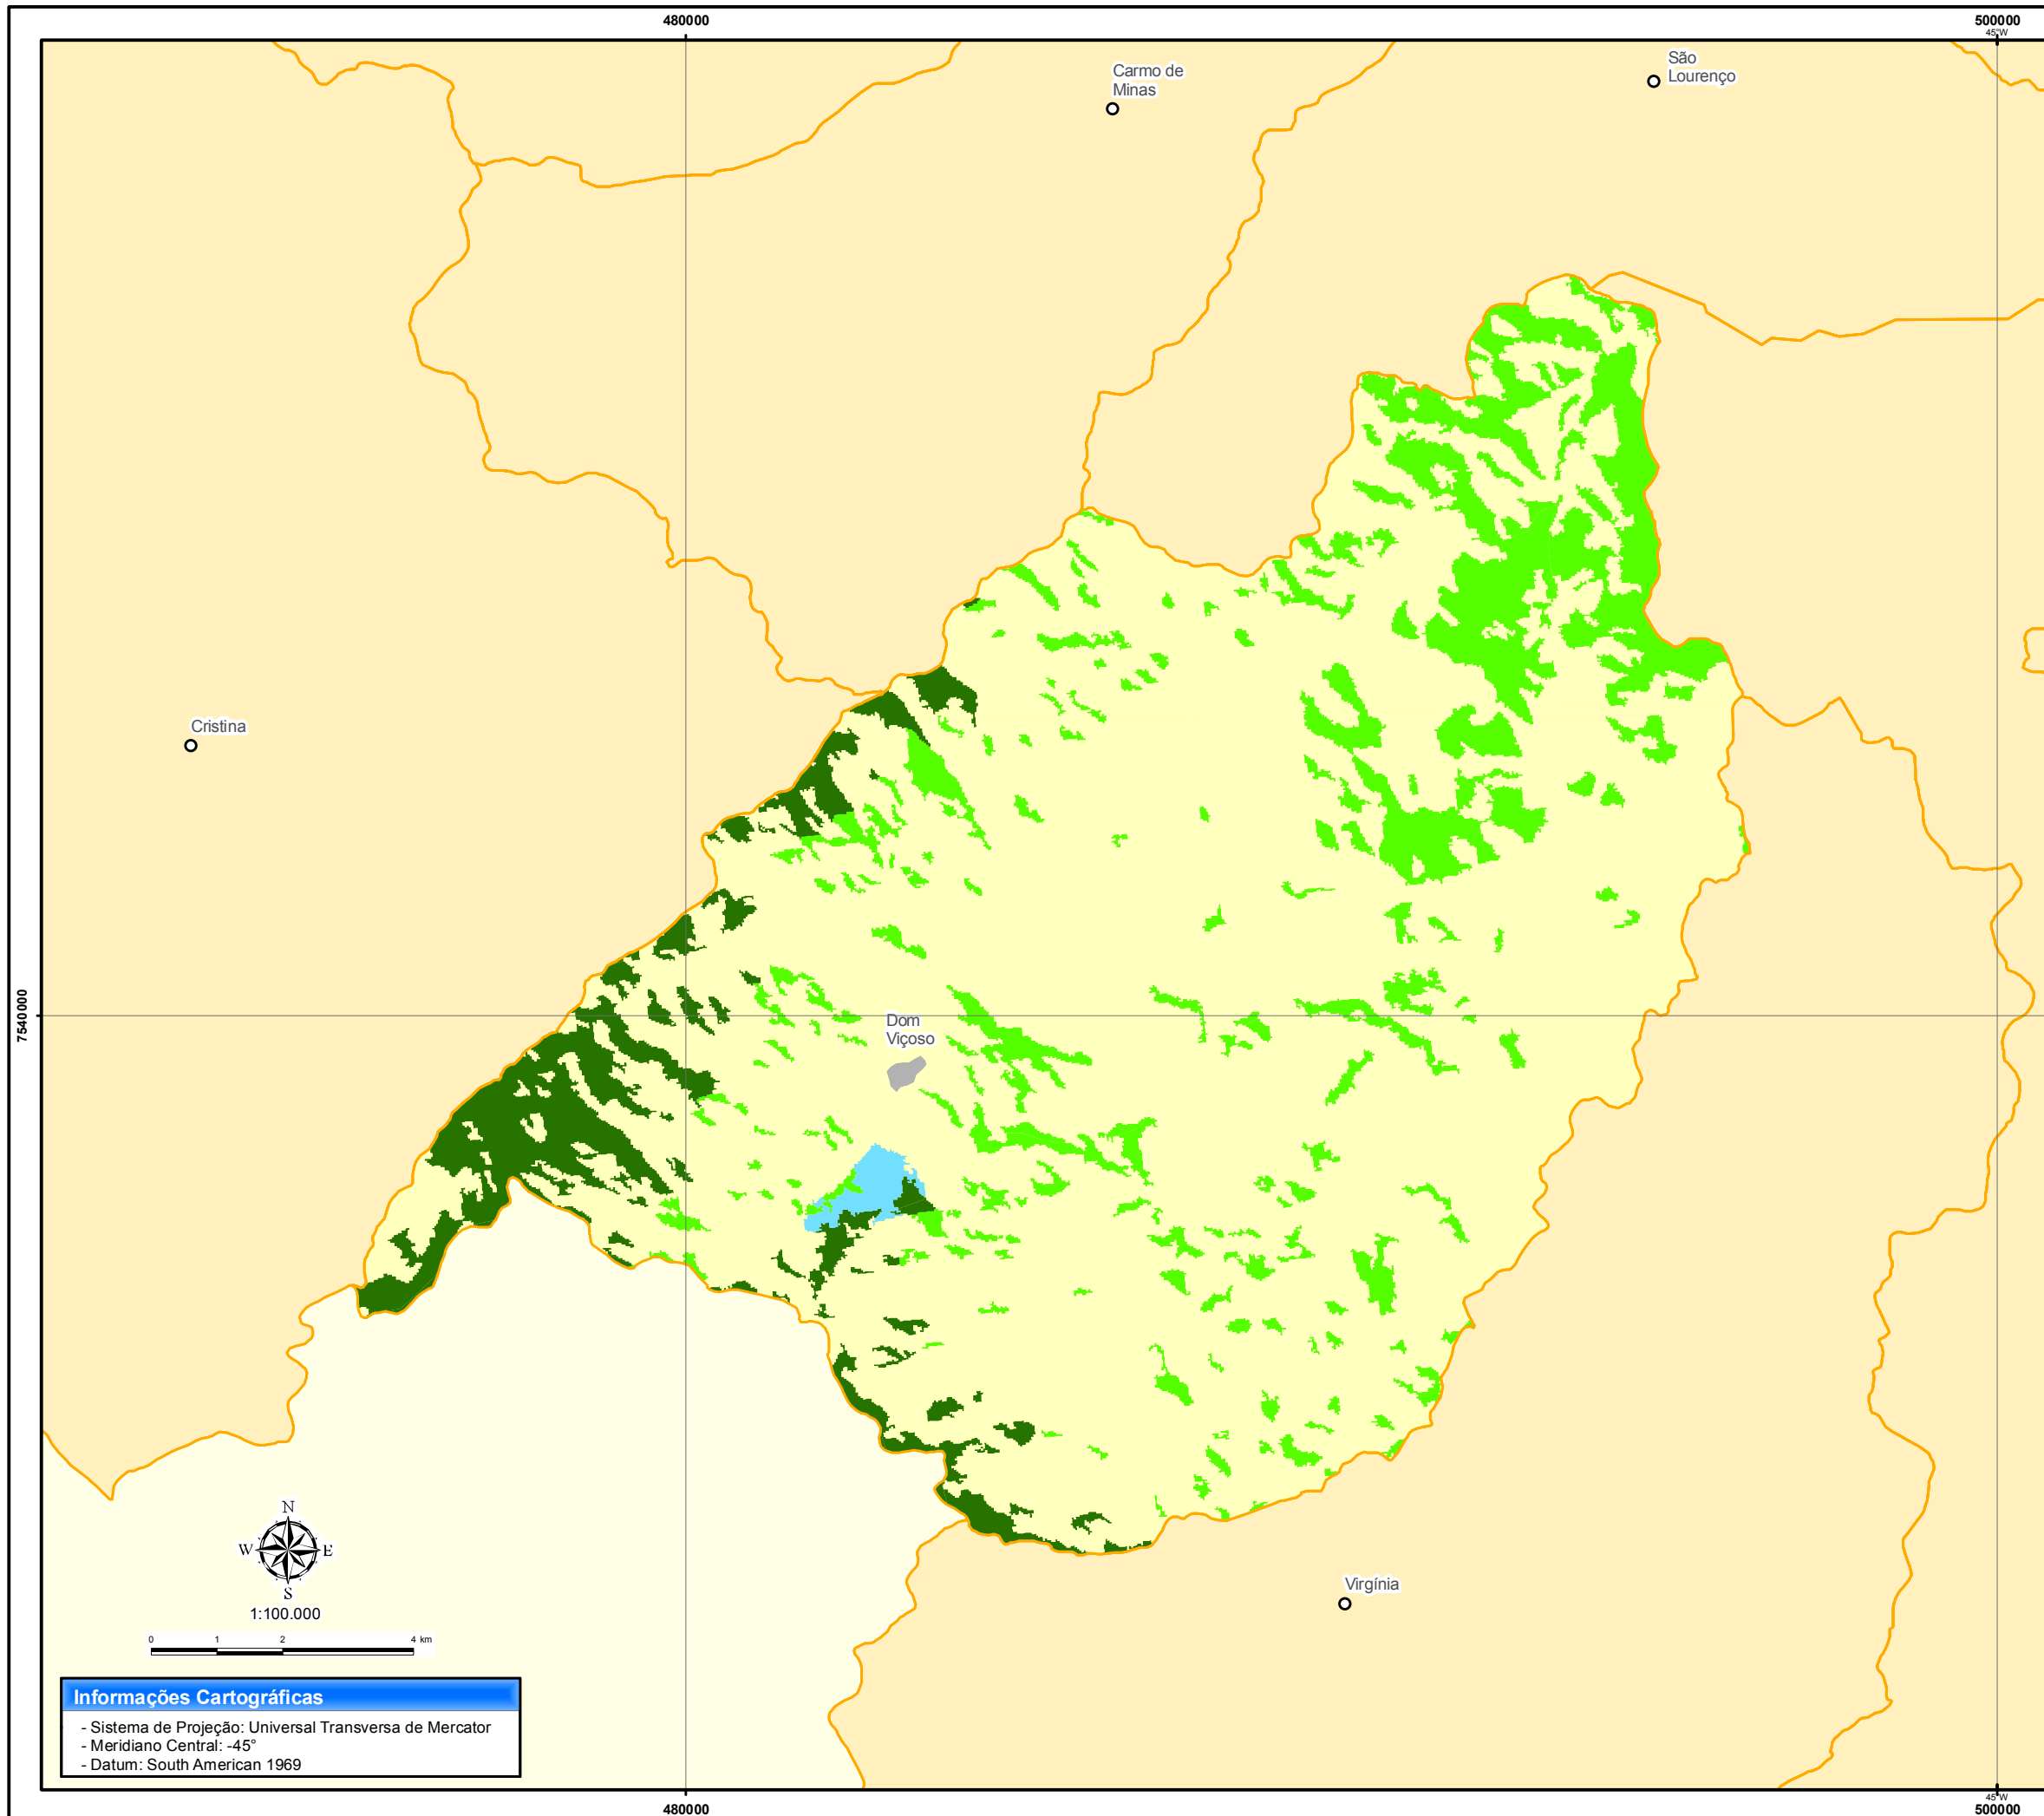 480000
500000
45°W
Carmo de
Minas
São
Lourenço
Cristina
7540000
Dom
Viçoso
Virgínia
N
W
E
S
1:100.000
0 1 2 4 km
Informações Cartográficas
- Sistema de Projeção: Universal Transversa de Mercator
- Meridiano Central: -45°
- Datum: South American 1969
480000
45°W
500000